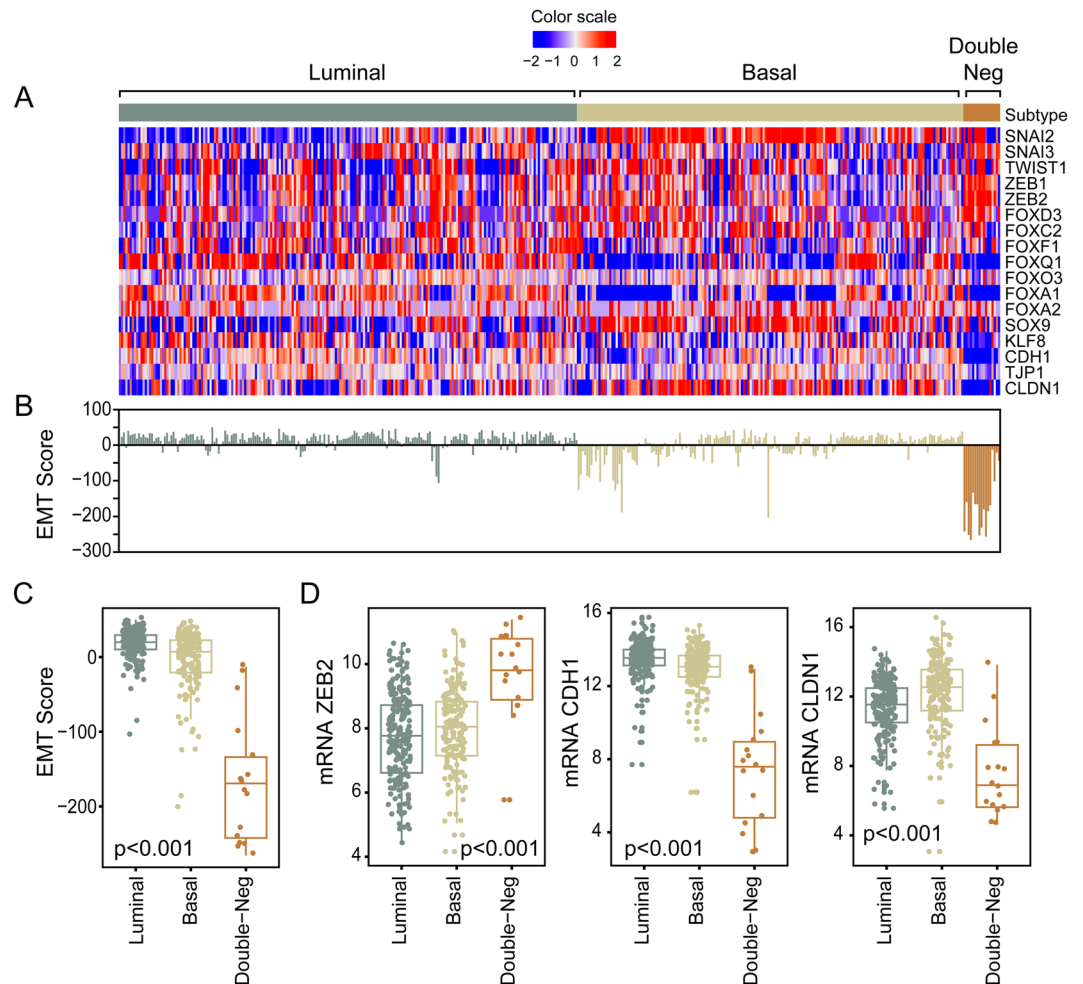 Color scale
−2 −1 0 1 2
Luminal
Basal
Double
Neg
A
Subtype
SNAI2
SNAI3
TWIST1
ZEB1
ZEB2
FOXD3
FOXC2
FOXF1
FOXQ1
FOXO3
FOXA1
FOXA2
SOX9
KLF8
CDH1
TJP1
CLDN1
B
EMT Score
100
0
−100
−200
−300
C
EMT Score
0
−100
−200
p<0.001
Luminal
Basal
Double−Neg
D
mRNA ZEB2
10
8
6
4
p<0.001
Luminal
Basal
Double−Neg
mRNA CDH1
16
12
8
4
p<0.001
Luminal
Basal
Double−Neg
mRNA CLDN1
16
12
8
4
p<0.001
Luminal
Basal
Double−Neg